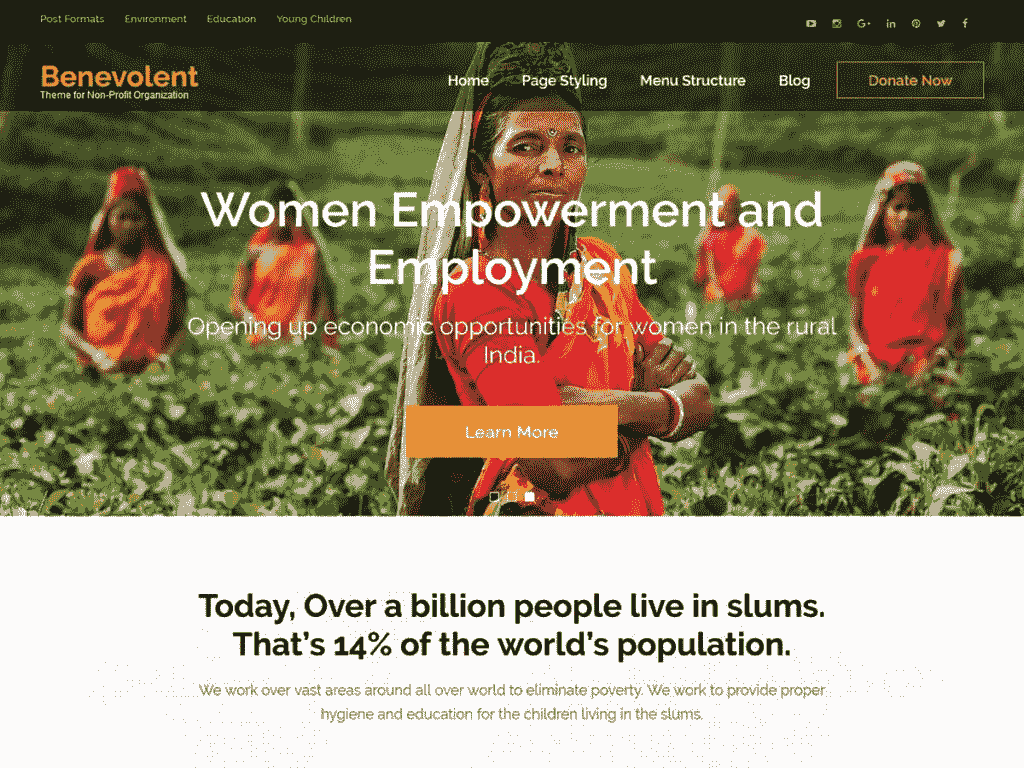 Post Formats Environment Education Young Children
Benevolent
Theme for Non-Profit Organization
Home Page Styling Menu Structure Blog Donate Now
Women Empowerment and
Employment
Opening up economic opportunities for women in the rural
India.
Learn More
Today, Over a billion people live in slums.
That's 14% of the world's population.
We work over vast areas around all over world to eliminate poverty. We work to provide proper
hygiene and education for the children living in the slums.